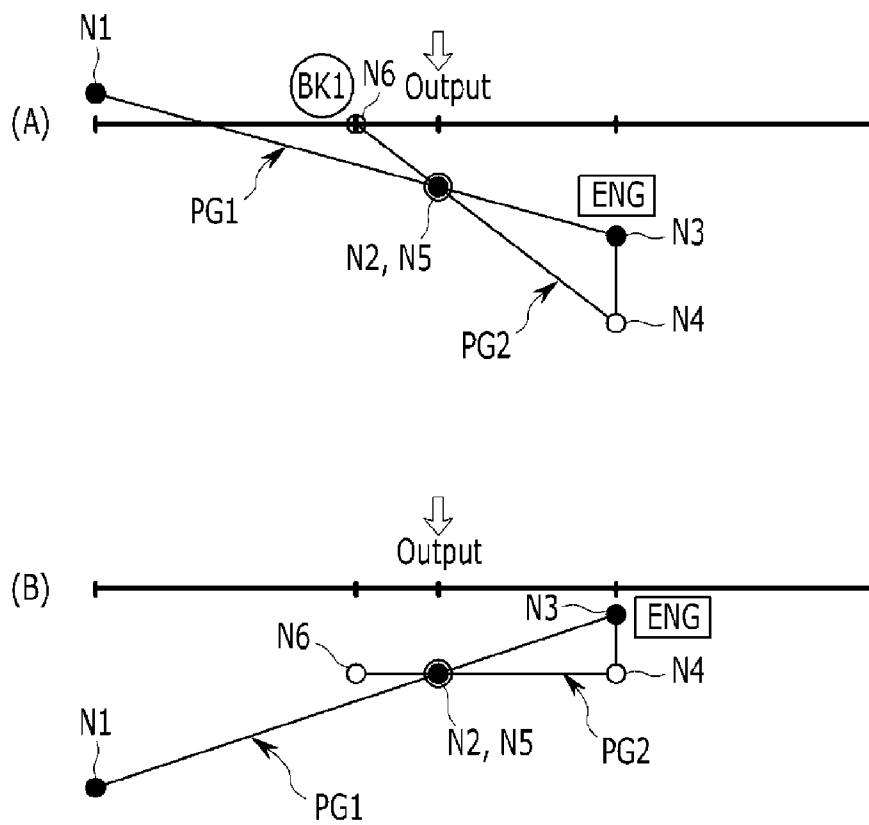 N1
BK1
N6
Output
(A)
PG1
ENG
N3
N2, N5
PG2
N4
Output
(B)
N3
ENG
N6
N4
N1
N2, N5
PG2
PG1